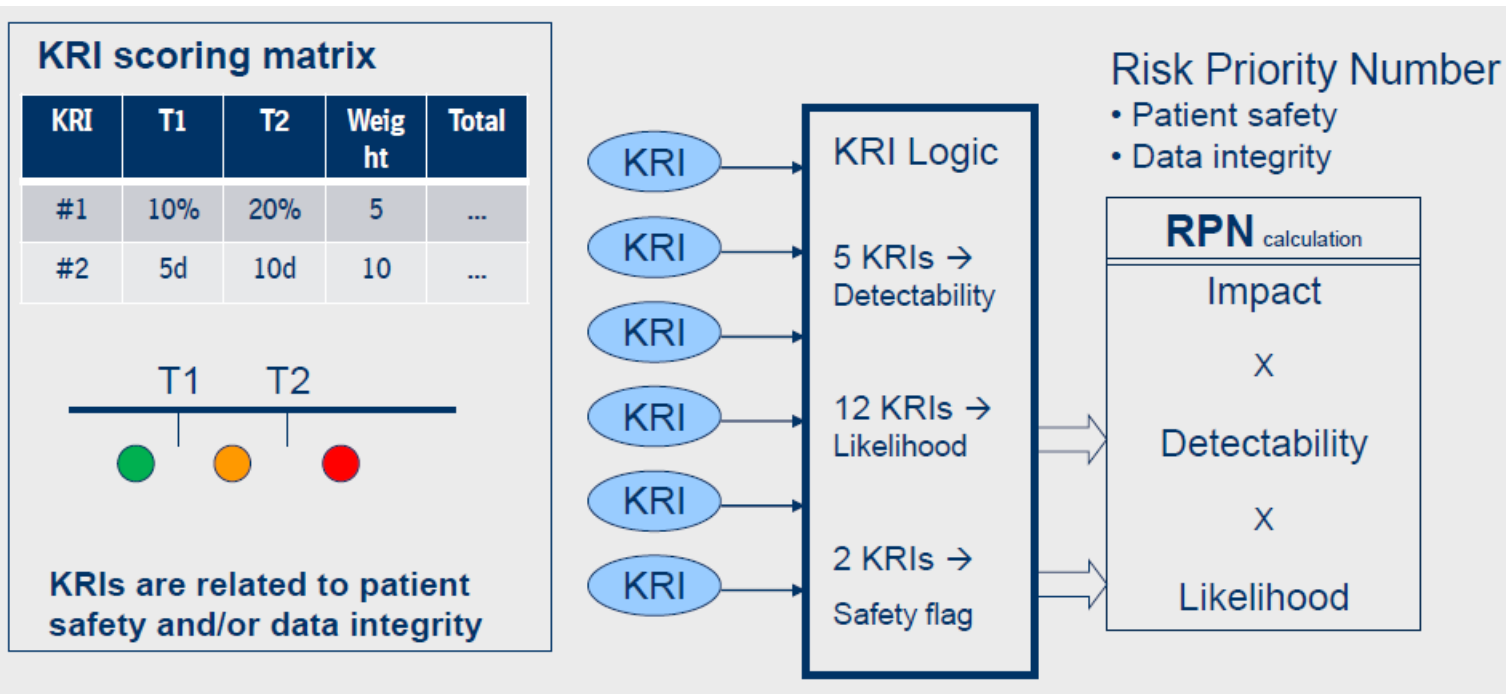 KRI scoring matrix
KRI T1 T2 Weig
ht Total
#1 10% 20% 5 ...
#2 5d 10d 10 ...
T1 T2
KRIs are related to patient
safety and/or data integrity
KRI
KRI
KRI
KRI
KRI
KRI
KRI Logic
5 KRIs →
Detectability
12 KRIs →
Likelihood
2 KRIs →
Safety flag
Risk Priority Number
• Patient safety
• Data integrity
RPN calculation
Impact
X
Detectability
X
Likelihood